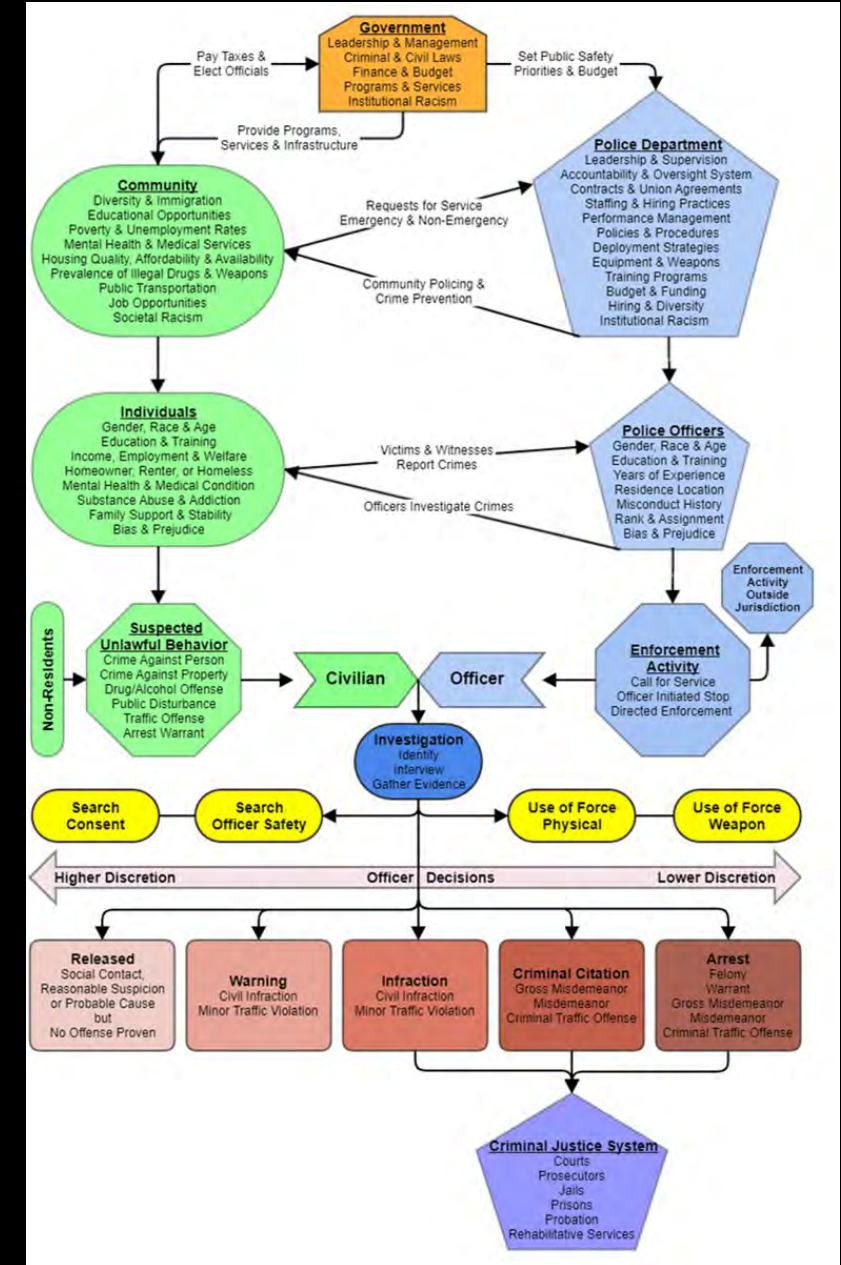 Government
Leadership & Management
Criminal & Civil Laws
Finance & Budget
Programs & Services
Institutional Racism
Pay Taxes &
Elect Officials
Set Public Safety
Priorities & Budget
Provide Programs,
Services & Infrastructure
Community
Diversity & Immigration
Educational Opportunities
Poverty & Unemployment Rates
Mental Health & Medical Services
Housing Quality, Affordability & Availability
Prevalence of Illegal Drugs & Weapons
Public Transportation
Job Opportunities
Societal Racism
Requests for Service
Emergency & Non-Emergency
Community Policing &
Crime Prevention
Police Department
Leadership & Supervision
Accountability & Oversight System
Contracts & Union Agreements
Staffing & Hiring Practices
Performance Management
Policies & Procedures
Deployment Strategies
Equipment & Weapons
Training Programs
Budget & Funding
Hiring & Diversity
Institutional Racism
Individuals
Gender, Race & Age
Education & Training
Income, Employment & Welfare
Homeowner, Renter, or Homeless
Mental Health & Medical Condition
Substance Abuse & Addiction
Family Support & Stability
Bias & Prejudice
Victims & Witnesses
Report Crimes
Officers Investigate Crimes
Police Officers
Gender, Race & Age
Education & Training
Years of Experience
Residence Location
Misconduct History
Rank & Assignment
Bias & Prejudice
Enforcement
Activity
Outside
Jurisdiction
Non-Residents
Suspected
Unlawful Behavior
Crime Against Person
Crime Against Property
Drug/Alcohol Offense
Public Disturbance
Traffic Offense
Arrest Warrant
Civilian
Officer
Enforcement
Activity
Call for Service
Officer Initiated Stop
Directed Enforcement
Investigation
Identify
Interview
Gather Evidence
Search
Consent
Search
Officer Safety
Use of Force
Physical
Use of Force
Weapon
Higher Discretion
Officer Decisions
Lower Discretion
Released
Social Contact,
Reasonable Suspicion
or Probable Cause
but
No Offense Proven
Warning
Civil Infraction
Minor Traffic Violation
Infraction
Civil Infraction
Minor Traffic Violation
Criminal Citation
Gross Misdemeanor
Misdemeanor
Criminal Traffic Offense
Arrest
Felony
Warrant
Gross Misdemeanor
Misdemeanor
Criminal Traffic Offense
Criminal Justice System
Courts
Prosecutors
Jails
Prisons
Probation
Rehabilitative Services